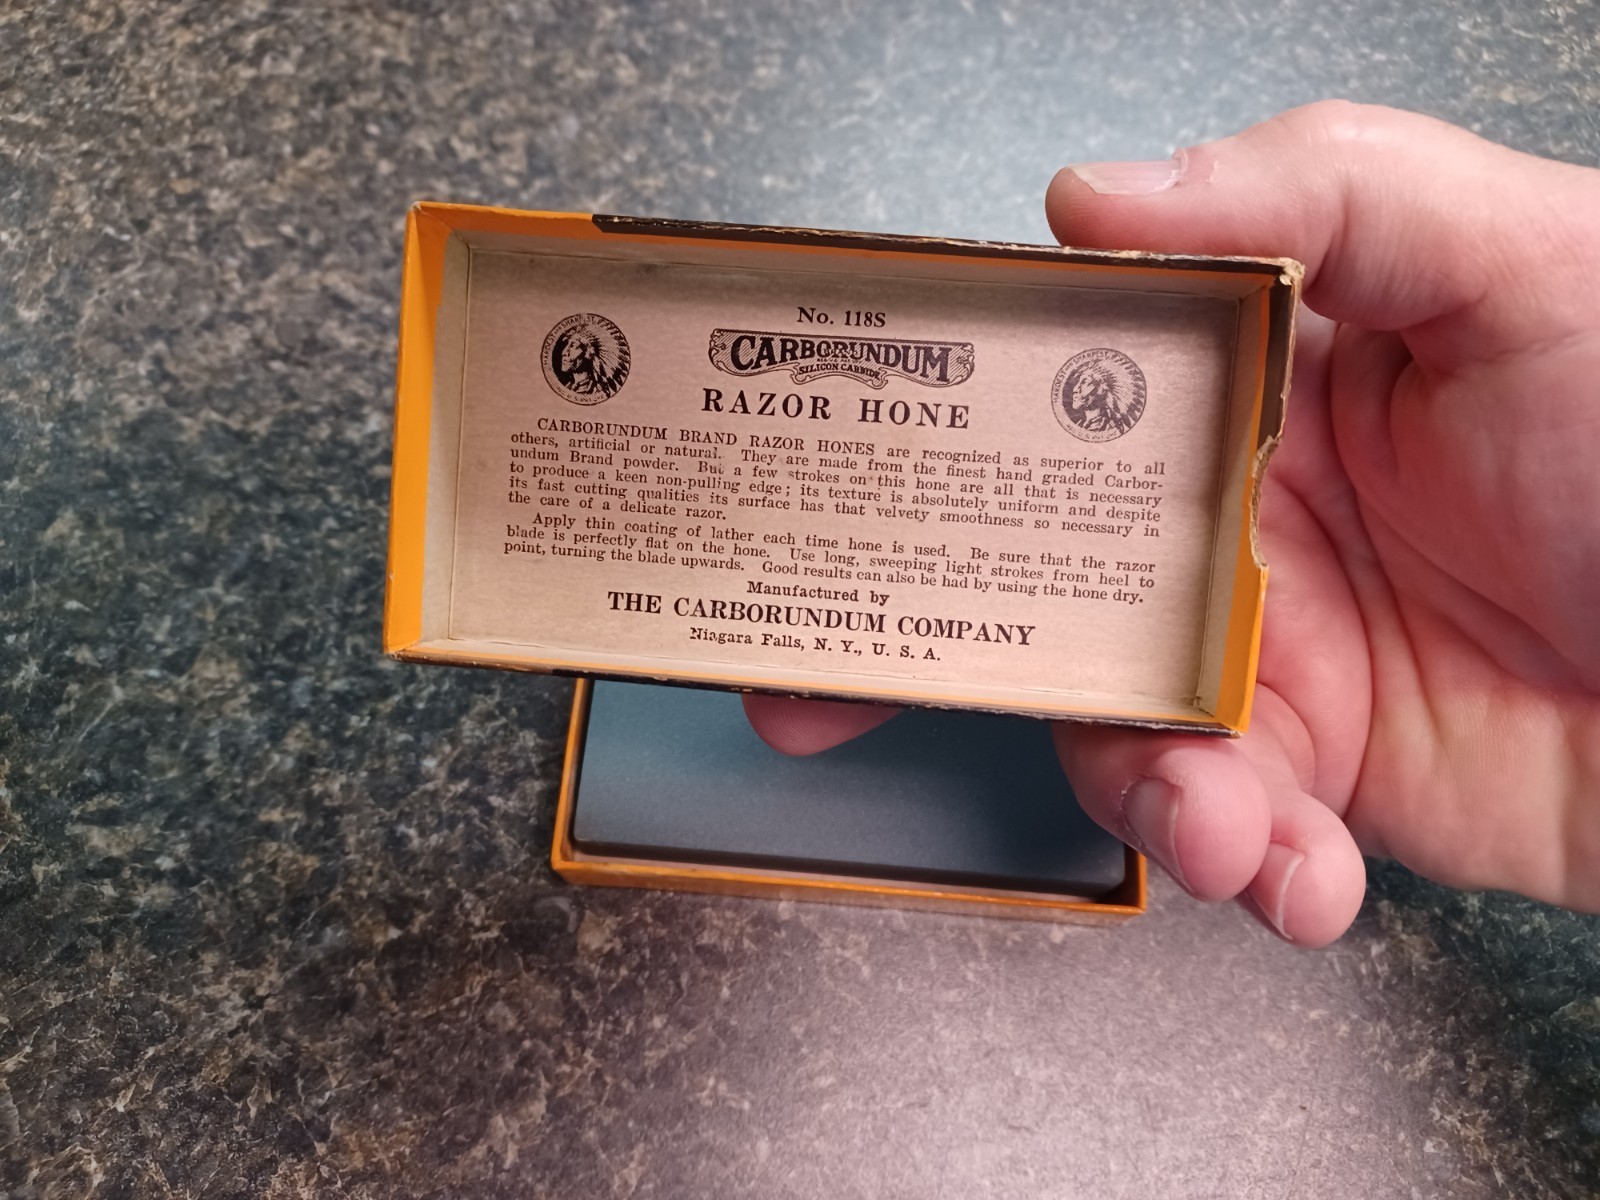 No. 118S
CARBORUNDUM
SILICON CARBIDE
RAZOR HONE
HARDEST AND SHARPEST
HARDEST AND SHARPEST
CARBORUNDUM BRAND RAZOR HONES are recognized as superior to all
others, artificial or natural. They are made from the finest hand graded Carbor-
undum Brand powder. But a few strokes on this hone are all that is necessary
to produce a keen non-pulling edge; its texture is absolutely uniform and despite
its fast cutting qualities its surface has that velvety smoothness so necessary in
the care of a delicate razor.
Apply thin coating of lather each time hone is used. Be sure that the razor
blade is perfectly flat on the hone. Use long, sweeping light strokes from heel to
point, turning the blade upwards. Good results can also be had by using the hone dry.
Manufactured by
THE CARBORUNDUM COMPANY
Niagara Falls, N. Y., U. S. A.